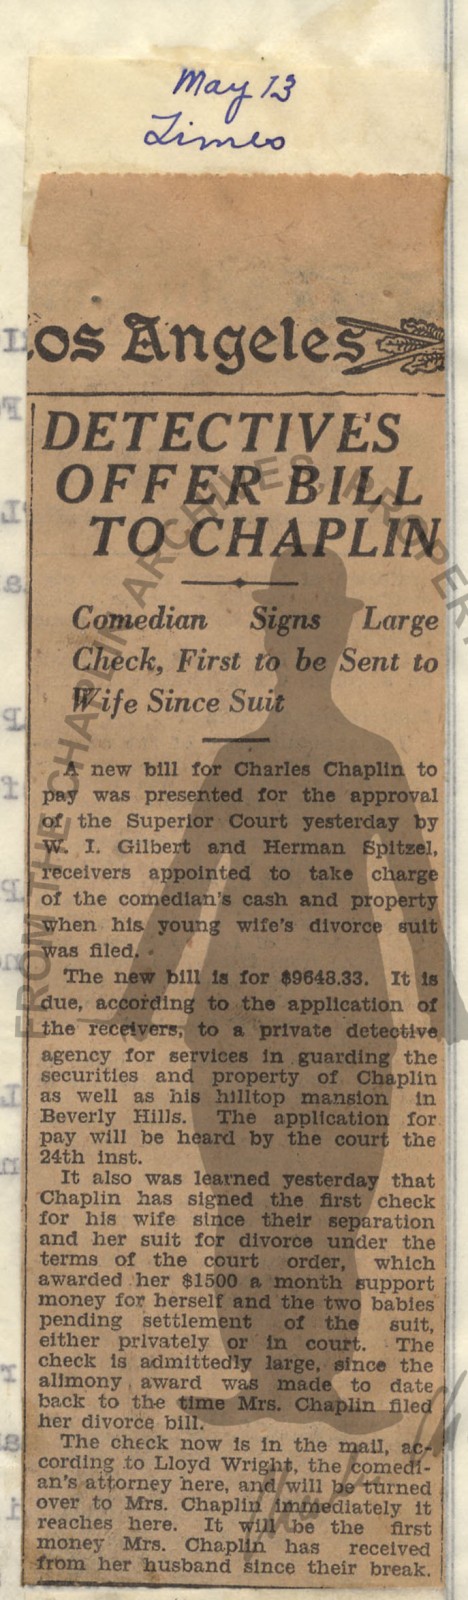 May 13
Times
Los Angeles
DETECTIVES
OFFER BILL
TO CHAPLIN
Comedian Signs Large
Check, First to be Sent to
Wife Since Suit
A new bill for Charles Chaplin to
pay was presented for the approval
of the Superior Court yesterday by
W. I. Gilbert and Herman Spitzel,
receivers appointed to take charge
of the comedian's cash and property
when his young wife's divorce suit
was filed.
The new bill is for $9648.33. It is
due, according to the application of
the receivers, to a private detective
agency for services in guarding the
securities and property of Chaplin
as well as his hilltop mansion in
Beverly Hills. The application for
pay will be heard by the court the
24th inst.
It also was learned yesterday that
Chaplin has signed the first check
for his wife since their separation
and her suit for divorce under the
terms of the court order, which
awarded her $1500 a month support
money for herself and the two babies
pending settlement of the suit,
either privately or in court. The
check is admittedly large, since the
alimony award was made to date
back to the time Mrs. Chaplin filed
her divorce bill.
The check now is in the mail, ac-
cording to Lloyd Wright, the comedi-
an's attorney here, and will be turned
over to Mrs. Chaplin immediately it
reaches here. It will be the first
money Mrs. Chaplin has received
from her husband since their break.
FROM THE CHAPLIN ARCHIVES